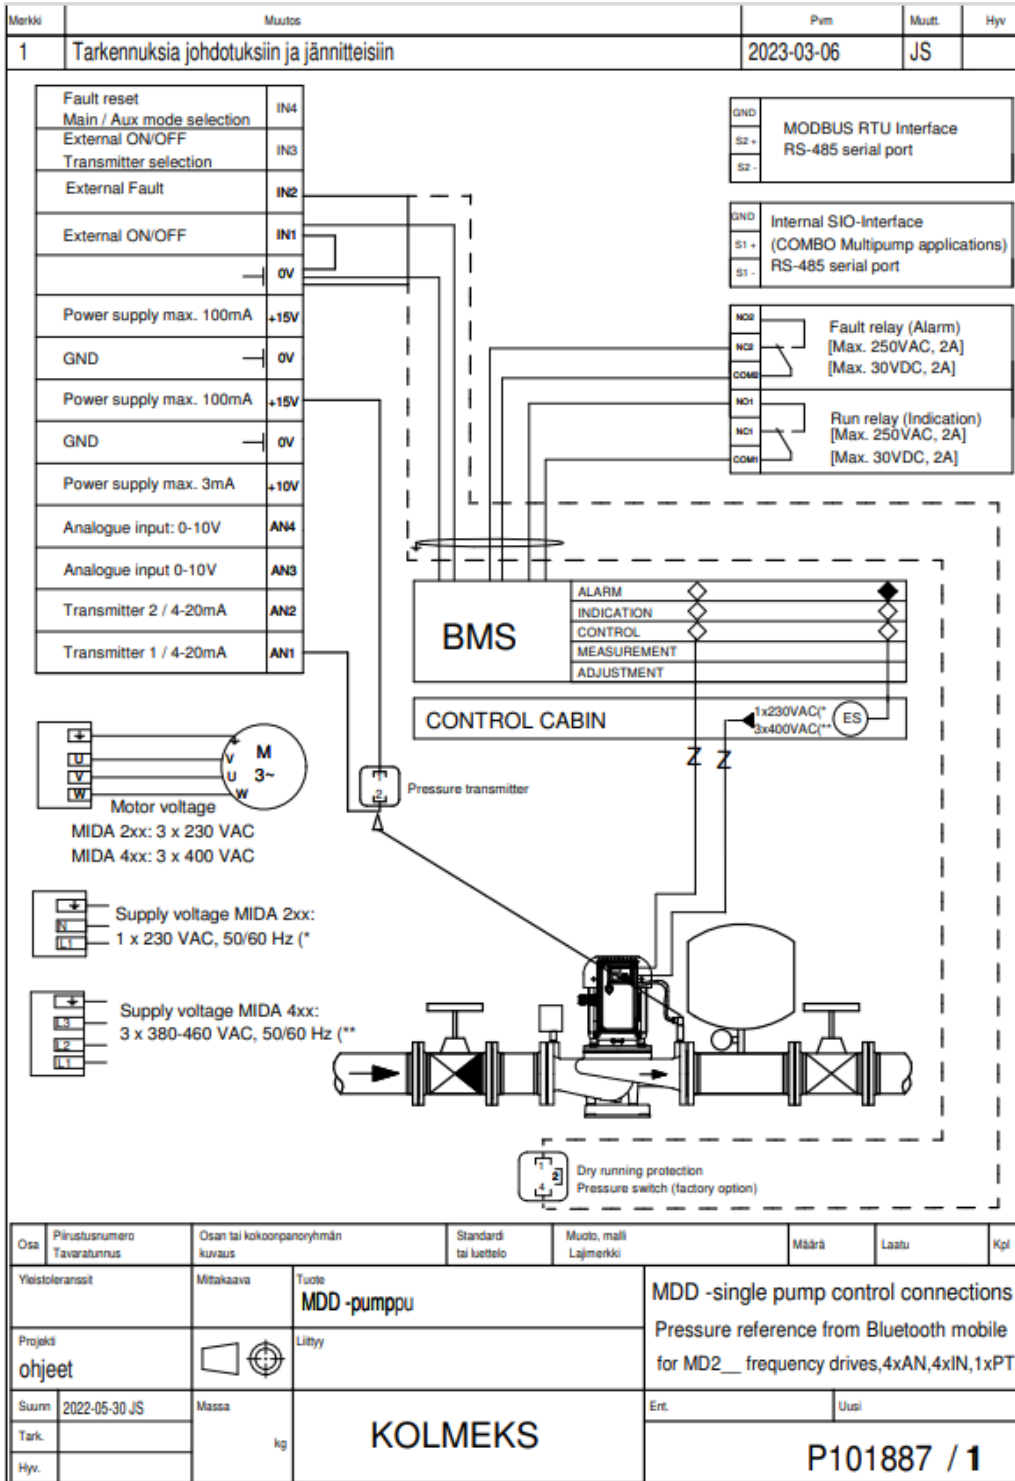 Merkki Muutos Pvm Muutt. Hyv
1 Tarkennuksia johdotuksiin ja jännitteisiin 2023-03-06 JS
Fault reset
Main / Aux mode selection IN4
External ON/OFF
Transmitter selection IN3
External Fault IN2
External ON/OFF IN1
0V
Power supply max. 100mA +15V
GND 0V
Power supply max. 100mA +15V
GND 0V
Power supply max. 3mA +10V
Analogue input: 0-10V AN4
Analogue input 0-10V AN3
Transmitter 2 / 4-20mA AN2
Transmitter 1 / 4-20mA AN1
GND
S2 +
S2 -
MODBUS RTU Interface
RS-485 serial port
GND
S1 +
S1 -
Internal SIO-Interface
(COMBO Multipump applications)
RS-485 serial port
NO2
NC2
COM2
Fault relay (Alarm)
[Max. 250VAC, 2A]
[Max. 30VDC, 2A]
NO1
NC1
COM1
Run relay (Indication)
[Max. 250VAC, 2A]
[Max. 30VDC, 2A]
BMS
ALARM
INDICATION
CONTROL
MEASUREMENT
ADJUSTMENT
CONTROL CABIN
1x230VAC(*
3x400VAC(**
ES
Z Z
U
V
W
V
U
W
M
3~
Motor voltage
MIDA 2xx: 3 x 230 VAC
MIDA 4xx: 3 x 400 VAC
1
2
Pressure transmitter
N
L1
Supply voltage MIDA 2xx:
1 x 230 VAC, 50/60 Hz (*
L3
L2
L1
Supply voltage MIDA 4xx:
3 x 380-460 VAC, 50/60 Hz (**
1
2
4
Dry running protection
Pressure switch (factory option)
Osa
Piirustusnumero
Tavaratunnus
Osan tai kokoonpanoryhmän
kuvaus
Standardi
tai luettelo
Muoto, malli
Lajimerkki
Määrä
Laatu
Kpl
Yleistoleranssit
Mittakaava
Tuote
MDD -pumppu
MDD -single pump control connections
Pressure reference from Bluetooth mobile
for MD2__ frequency drives,4xAN,4xIN,1xPT
Projekti
ohjeet
Liittyy
Suunn 2022-05-30 JS
Tark.
Hyv.
Massa
kg
KOLMEKS
Ent.
Uusi
P101887 / 1